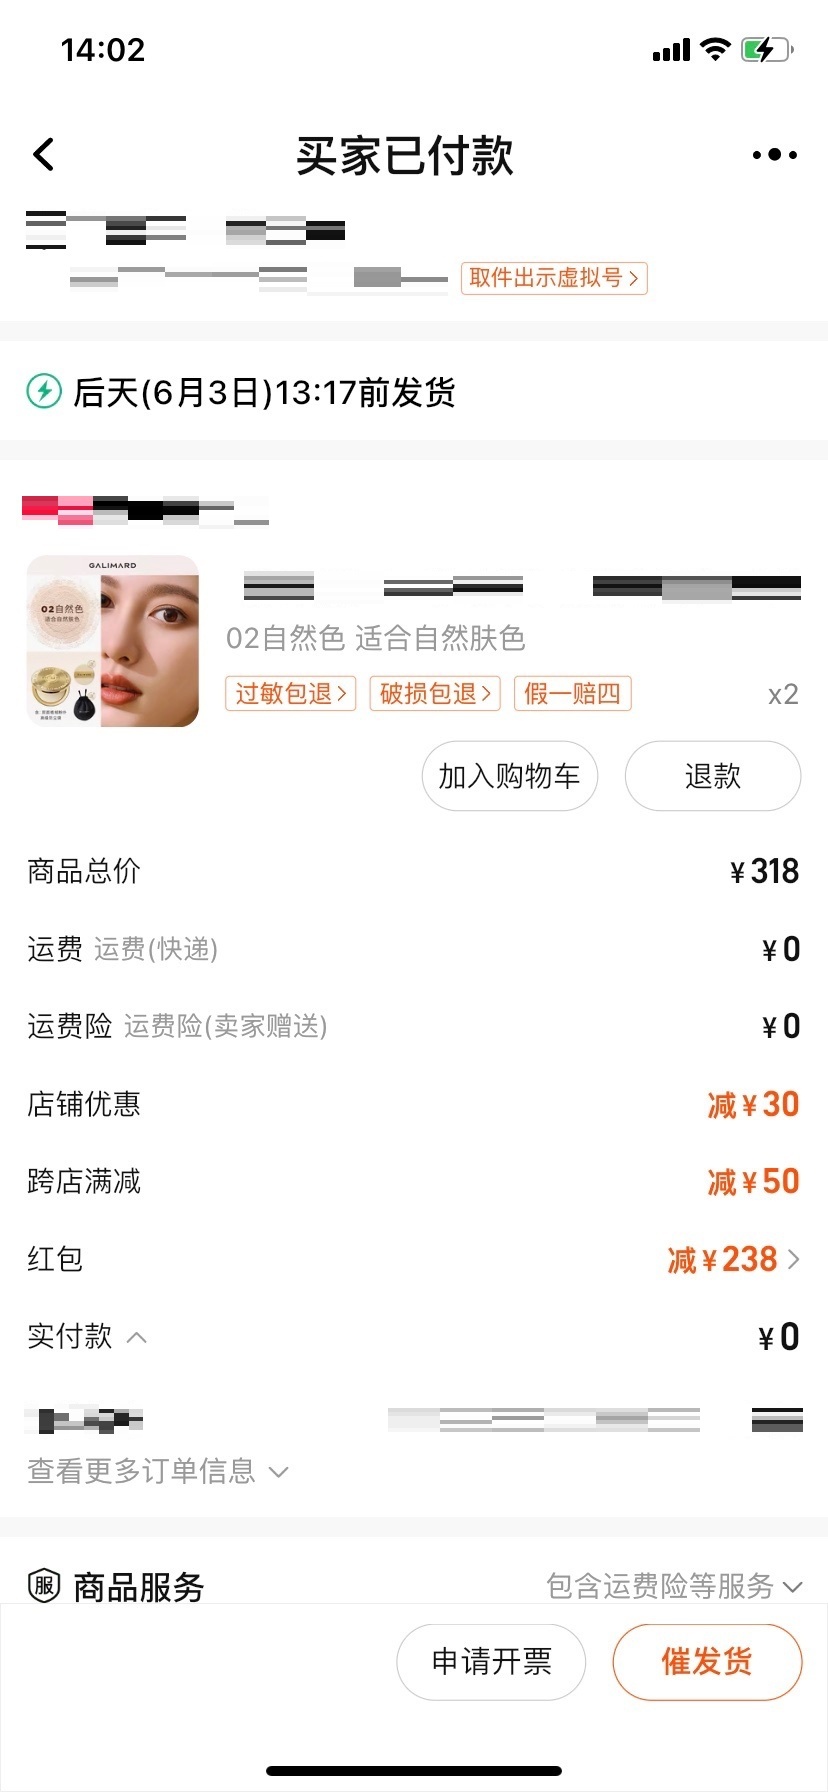 14:02
买家已付款
取件出示虚拟号
后天(6月3日)13:17前发货
GALIMARD
02自然色
适合自然肤色
02自然色 适合自然肤色
过敏包退 破损包退 假一赔四 x2
加入购物车 退款
商品总价 ¥318
运费 运费(快递) ¥0
运费险 运费险(卖家赠送) ¥0
店铺优惠 减¥30
跨店满减 减¥50
红包 减¥238
实付款 ¥0
查看更多订单信息
服 商品服务 包含运费险等服务
申请开票 催发货